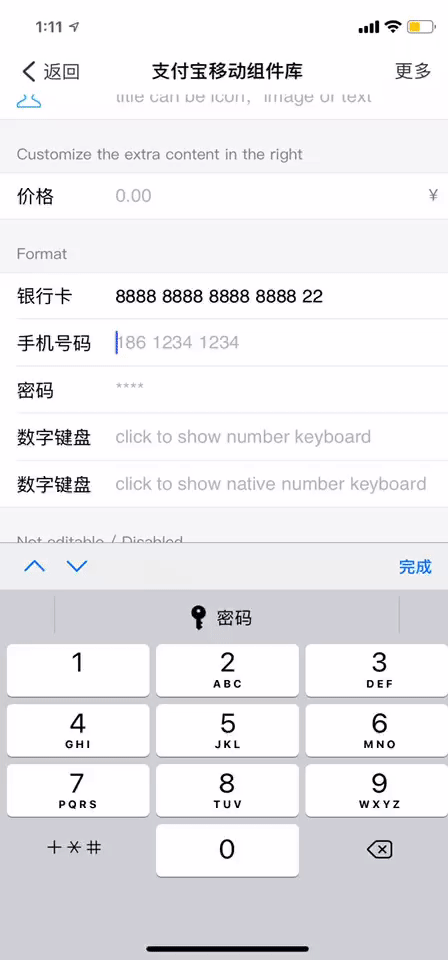 1:11
返回 支付宝移动组件库 更多
title can be icon，image or text
Customize the extra content in the right
价格 0.00 ¥
Format
银行卡 8888 8888 8888 8888 22
手机号码 186 1234 1234
密码 ****
数字键盘 click to show number keyboard
数字键盘 click to show native number keyboard
Not editable / Disabled
完成
密码
1 2 3
ABC DEF
4 5 6
GHI JKL MNO
7 8 9
PQRS TUV WXYZ
+*# 0